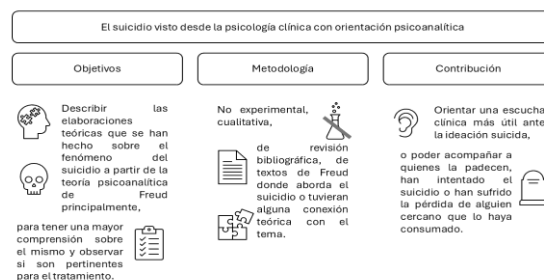 El suicidio visto desde la psicología clínica con orientación psicoanalítica
Objetivos
Describir las
elaboraciones
teóricas que se han
hecho sobre el
fenómeno del
suicidio a partir de la
teoría psicoanalítica
de Freud
principalmente,
para tener una mayor
comprensión sobre
el mismo y observar
si son pertinentes
para el tratamiento.
Metodología
No experimental,
cualitativa,
de revisión
bibliográfica, de
textos de Freud
donde aborda el
suicidio o tuvieran
alguna conexión
teórica con el
tema.
Contribución
Orientar una escucha
clínica más útil ante
la ideación suicida,
o poder acompañar a
quienes la padecen,
han intentado el
suicidio o han sufrido
la pérdida de alguien
cercano que lo haya
consumado.